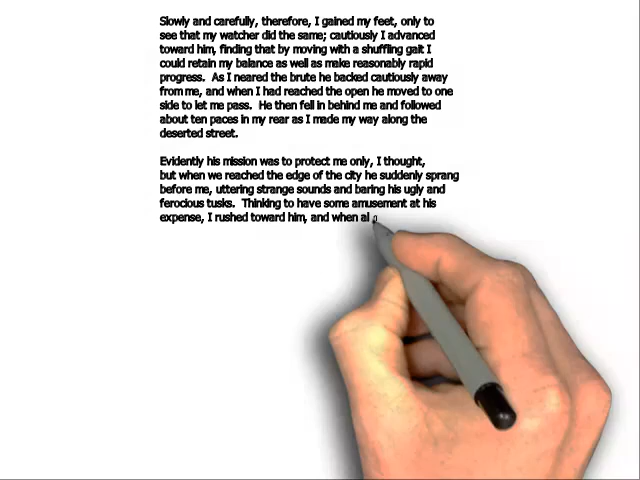 Slowly and carefully, therefore, I gained my feet, only to
see that my watcher did the same; cautiously I advanced
toward him, finding that by moving with a shuffling gait I
could retain my balance as well as make reasonably rapid
progress. As I neared the brute he backed cautiously away
from me, and when I had reached the open he moved to one
side to let me pass. He then fell in behind me and followed
about ten paces in my rear as I made my way along the
deserted street.
Evidently his mission was to protect me only, I thought,
but when we reached the edge of the city he suddenly sprang
before me, uttering strange sounds and baring his ugly and
ferocious tusks. Thinking to have some amusement at his
expense, I rushed toward him, and when al